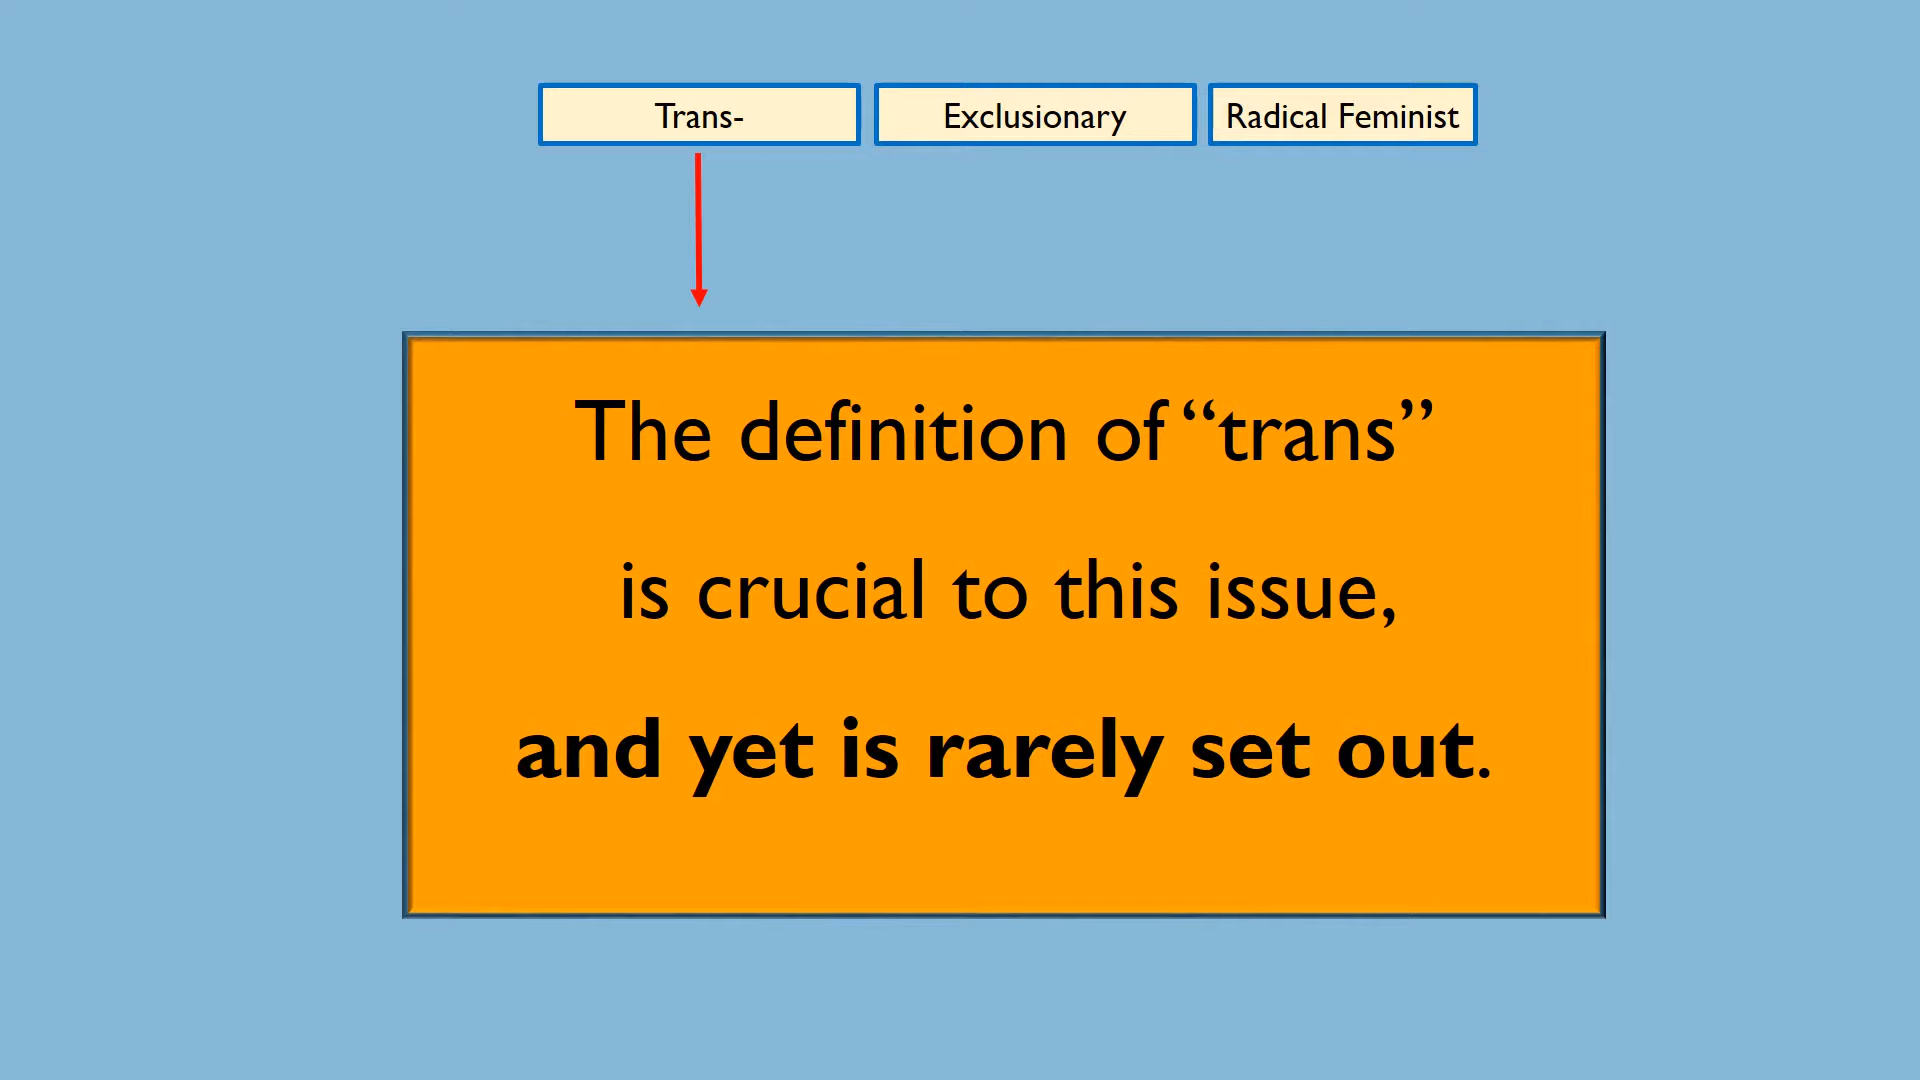 Trans-
Exclusionary
Radical Feminist
The definition of “trans”
is crucial to this issue,
and yet is rarely set out.